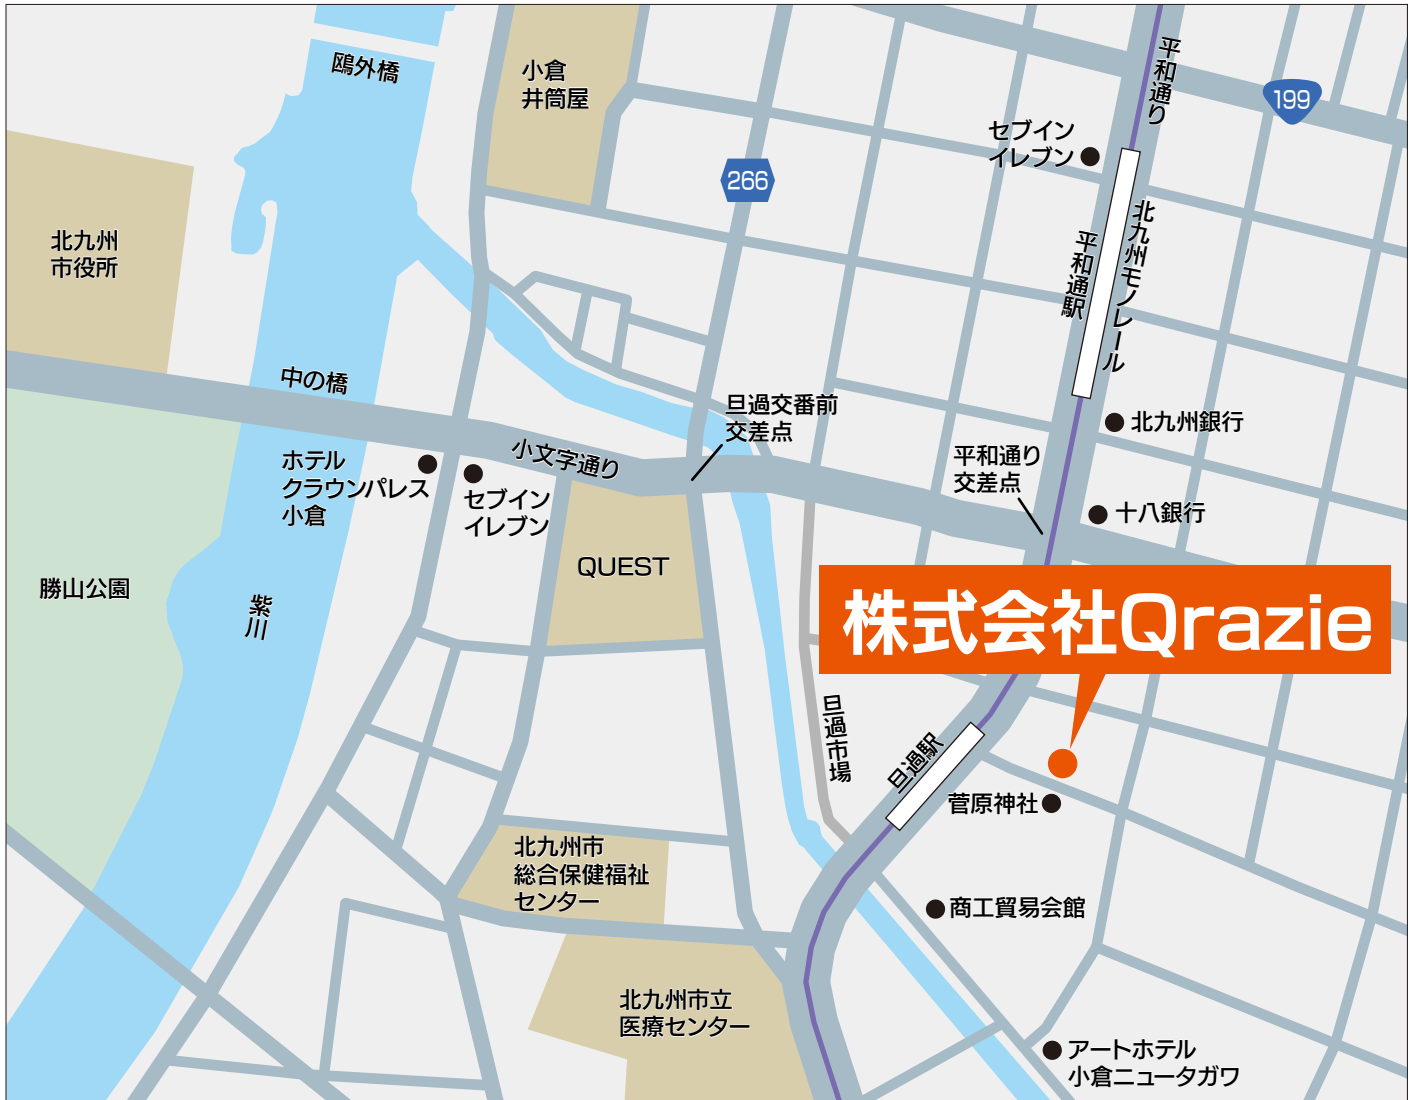 鴎外橋
小倉
井筒屋
平和通り
199
セブイン
イレブン
266
北九州
市役所
北九州モノレール
平和通駅
中の橋
旦過交番前
交差点
北九州銀行
小文字通り
ホテル
クラウンパレス
小倉
セブイン
イレブン
平和通り
交差点
十八銀行
QUEST
勝山公園
紫川
株式会社Qrazie
旦過市場
旦過駅
菅原神社
北九州市
総合保健福祉
センター
商工貿易会館
北九州市立
医療センター
アートホテル
小倉ニュータガワ